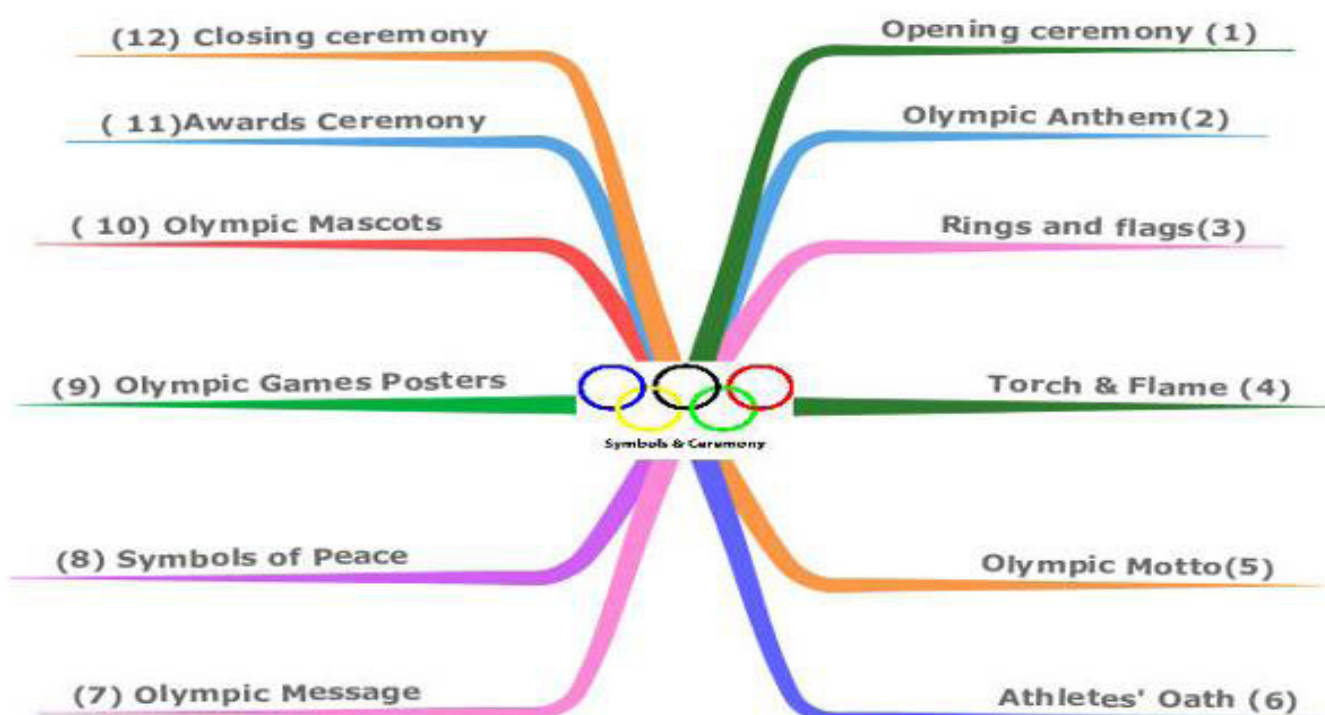 (12) Closing ceremony
Opening ceremony (1)
( 11)Awards Ceremony
Olympic Anthem(2)
( 10) Olympic Mascots
Rings and flags(3)
(9) Olympic Games Posters
Torch & Flame (4)
Symbols & Ceremony
(8) Symbols of Peace
Olympic Motto(5)
(7) Olympic Message
Athletes' Oath (6)